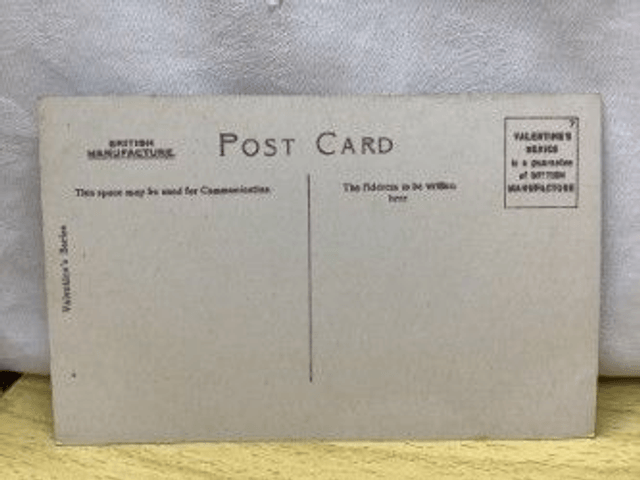 BRITISH
MANUFACTURE.
POST CARD
VALENTINE'S
SERIES
is a guarantee
of BRITISH
MANUFACTURE
This space may be used for Communication
The Address to be written
here
Valentine's Series